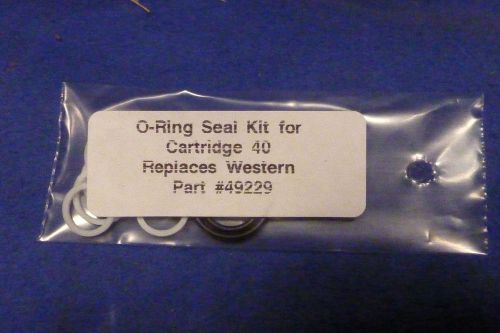 O-Ring Seal Kit for
Cartridge 40
Replaces Western
Part #49229